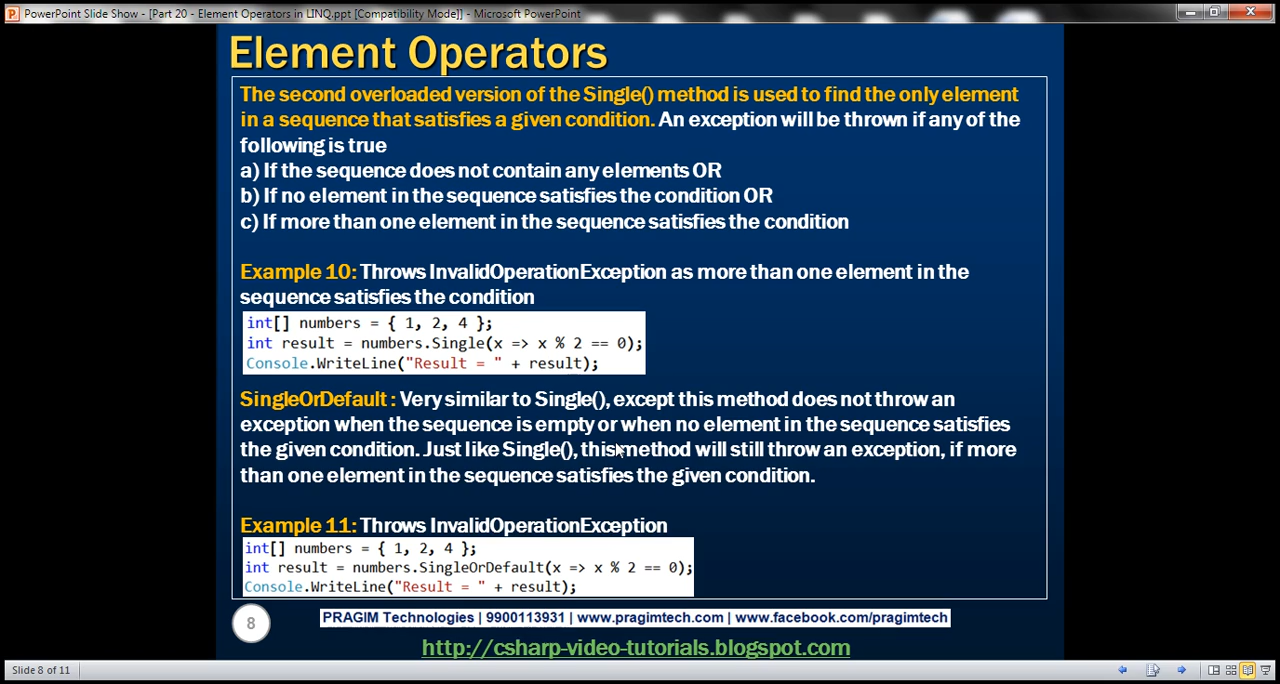 PowerPoint Slide Show - [Part 20 - Element Operators in LINQ.ppt [Compatibility Mode]] - Microsoft PowerPoint
Element Operators
The second overloaded version of the Single() method is used to find the only element
in a sequence that satisfies a given condition. An exception will be thrown if any of the
following is true
a) If the sequence does not contain any elements OR
b) If no element in the sequence satisfies the condition OR
c) If more than one element in the sequence satisfies the condition
Example 10: Throws InvalidOperationException as more than one element in the
sequence satisfies the condition
int[] numbers = { 1, 2, 4 };
int result = numbers.Single(x => x % 2 == 0);
Console.WriteLine("Result = " + result);
SingleOrDefault : Very similar to Single(), except this method does not throw an
exception when the sequence is empty or when no element in the sequence satisfies
the given condition. Just like Single(), this method will still throw an exception, if more
than one element in the sequence satisfies the given condition.
Example 11: Throws InvalidOperationException
int[] numbers = { 1, 2, 4 };
int result = numbers.SingleOrDefault(x => x % 2 == 0);
Console.WriteLine("Result = " + result);
8
PRAGIM Technologies | 9900113931 | www.pragimtech.com | www.facebook.com/pragimtech
http://csharp-video-tutorials.blogspot.com
Slide 8 of 11